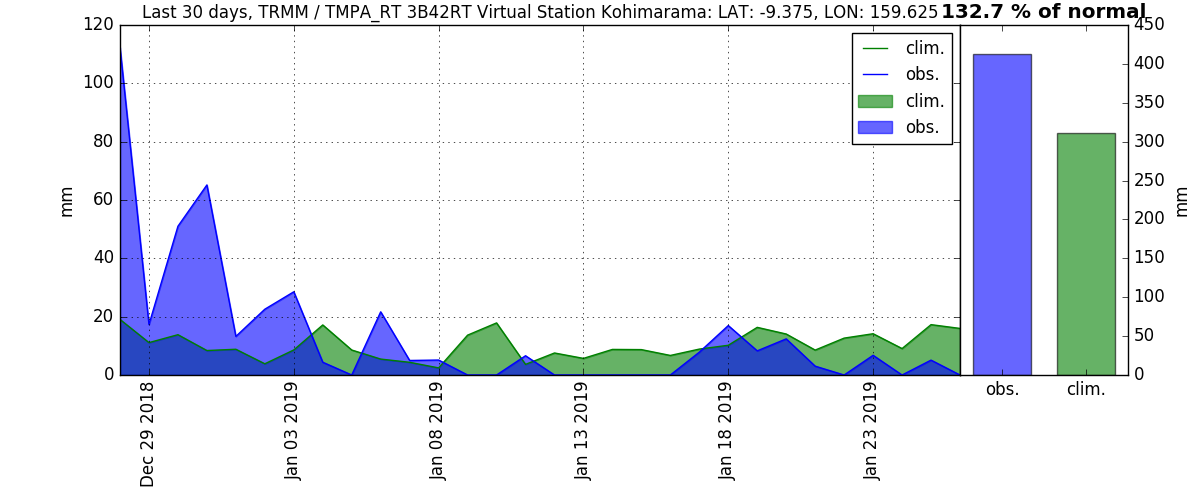 Last 30 days, TRMM / TMPA_RT 3B42RT Virtual Station Kohimarama: LAT: -9.375, LON: 159.625
132.7 % of normal
120
100
80
60
40
20
0
mm
clim.
obs.
clim.
obs.
Dec 29 2018
Jan 03 2019
Jan 08 2019
Jan 13 2019
Jan 18 2019
Jan 23 2019
450
400
350
300
250
200
150
100
50
0
mm
obs.
clim.